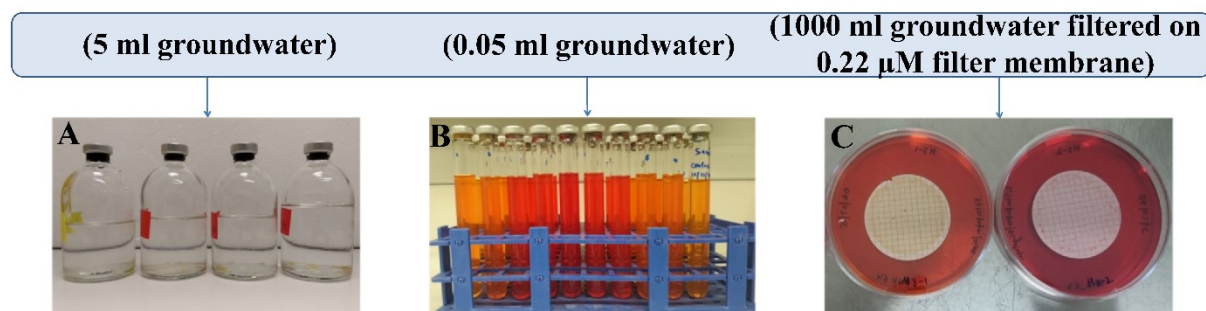 (5 ml groundwater)
(0.05 ml groundwater)
(1000 ml groundwater filtered on
0.22 µM filter membrane)
A
B
C